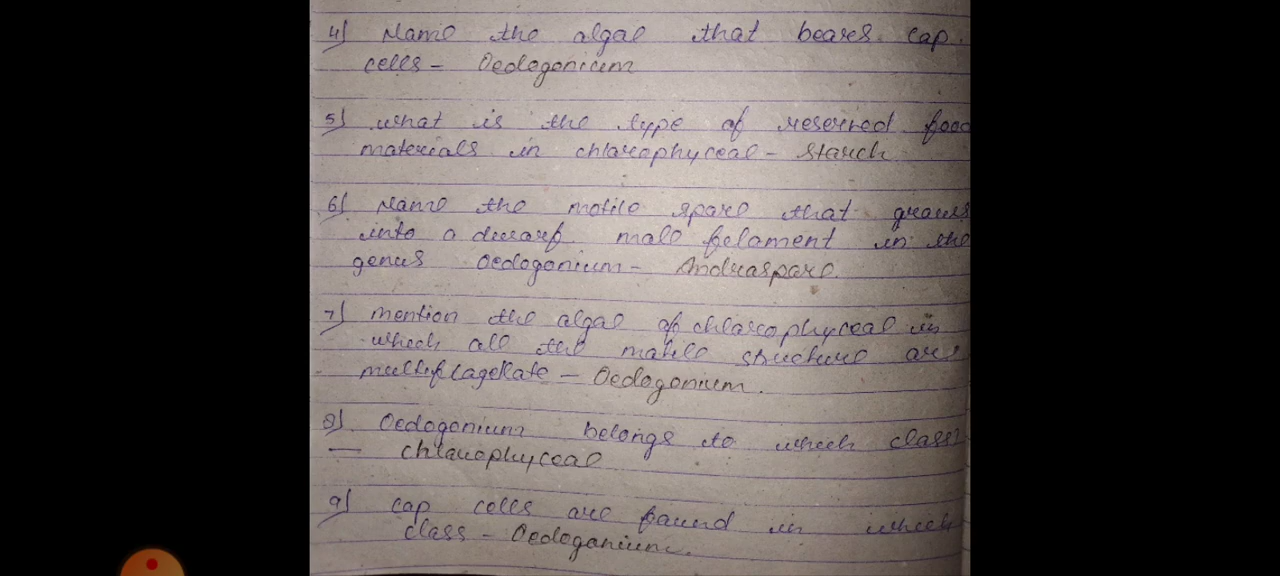 4) Name the algae that beares cap
cells - Oedogonium
5) what is the type of reserved food
materials in chlorophyceae - starch
6) Name the motile spore that grows
into a dwarf male felament in the
genus Oedogonium - Androspore.
7) mention the algae of chlorophyceae in
which all the motile structure are
multiflagellate - Oedogonium.
8) Oedogonium belongs to which class
- chlorophyceae
9) cap cells are found in which
class - Oedogonium.